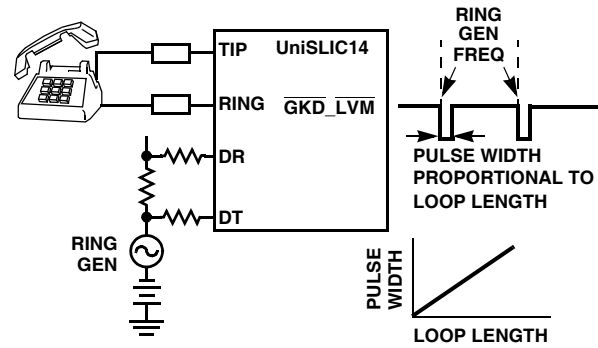 TIP
UniSLIC14
RING
GKD_LVM
DR
DT
RING
GEN
RING
GEN
FREQ
PULSE WIDTH
PROPORTIONAL TO
LOOP LENGTH
PULSE
WIDTH
LOOP LENGTH